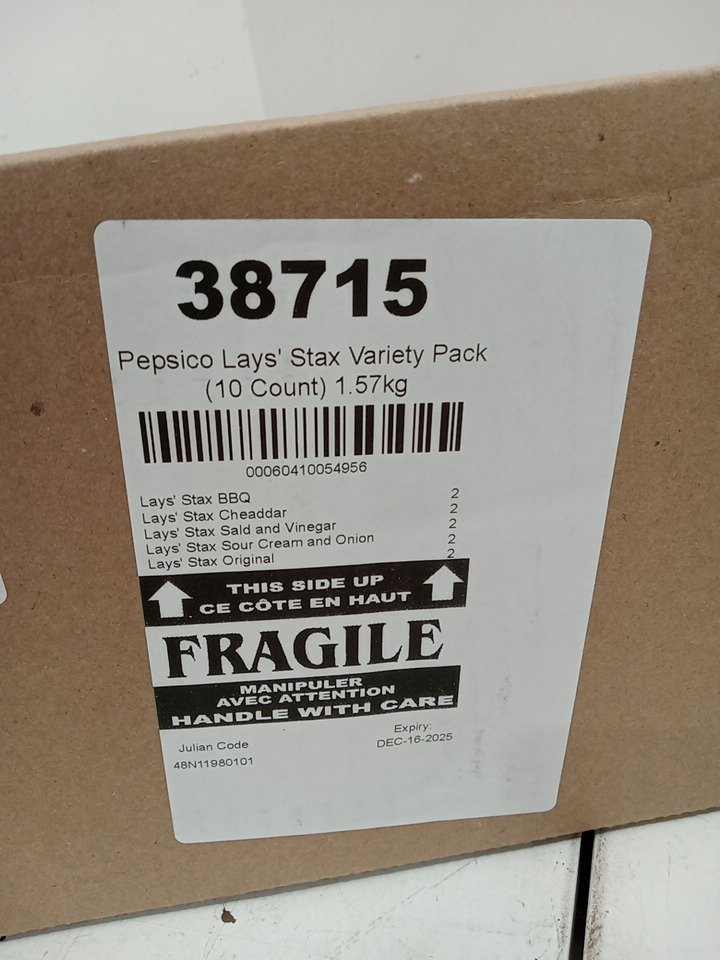 38715
Pepsico Lays' Stax Variety Pack
(10 Count) 1.57kg
00060410054956
Lays' Stax BBQ 2
Lays' Stax Cheaddar 2
Lays' Stax Sald and Vinegar 2
Lays' Stax Sour Cream and Onion 2
Lays' Stax Original 2
THIS SIDE UP
CE CÔTE EN HAUT
FRAGILE
MANIPULER
AVEC ATTENTION
HANDLE WITH CARE
Julian Code
48N11980101
Expiry:
DEC-16-2025